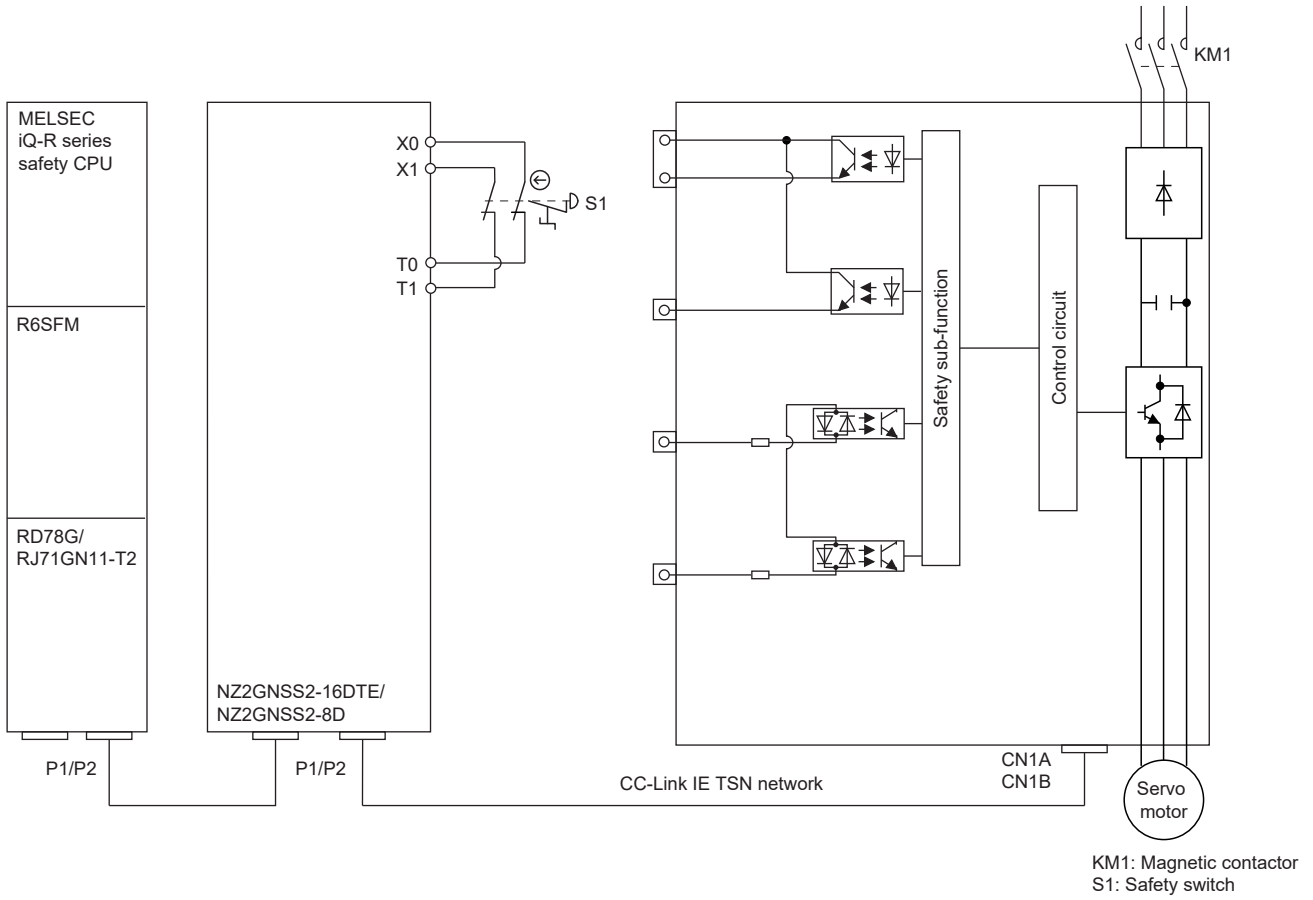 KM1
MELSEC
iQ-R series
safety CPU
X0
X1
S1
T0
T1
R6SFM
Safety sub-function
Control circuit
RD78G/
RJ71GN11-T2
NZ2GNSS2-16DTE/
NZ2GNSS2-8D
P1/P2
P1/P2
CC-Link IE TSN network
CN1A
CN1B
Servo
motor
KM1: Magnetic contactor
S1: Safety switch